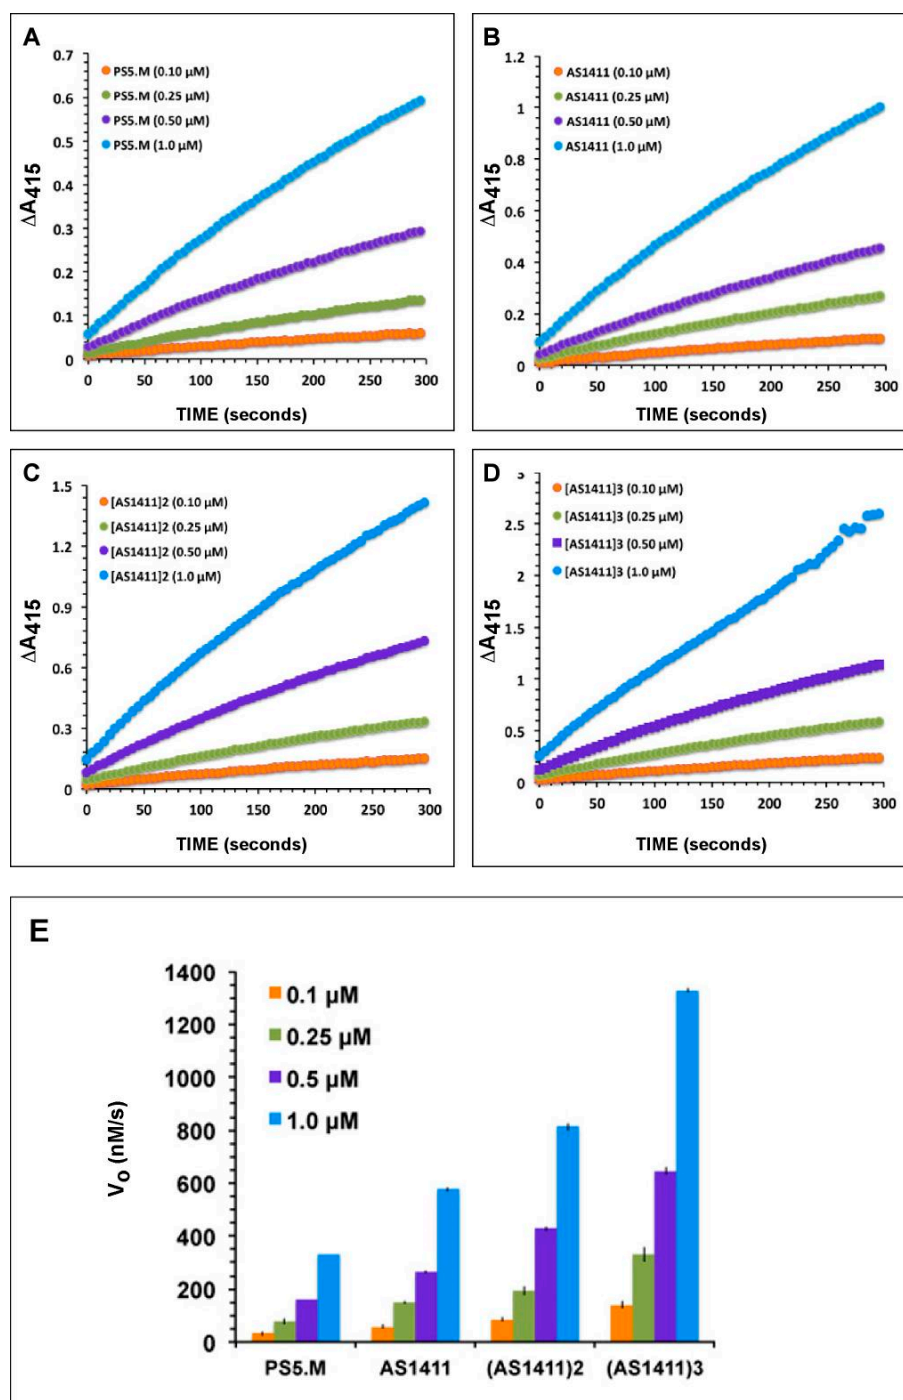 A
0.7
0.6
0.5
0.4
0.3
0.2
0.1
0
PS5.M (0.10 µM)
PS5.M (0.25 µM)
PS5.M (0.50 µM)
PS5.M (1.0 µM)
ΔA415
0 50 100 150 200 250 300
TIME (seconds)
B
1.2
1
0.8
0.6
0.4
0.2
0
AS1411 (0.10 µM)
AS1411 (0.25 µM)
AS1411 (0.50 µM)
AS1411 (1.0 µM)
ΔA415
0 50 100 150 200 250 300
TIME (seconds)
C
1.5
1.2
0.9
0.6
0.3
0
[AS1411]2 (0.10 µM)
[AS1411]2 (0.25 µM)
[AS1411]2 (0.50 µM)
[AS1411]2 (1.0 µM)
ΔA415
0 50 100 150 200 250 300
TIME (seconds)
D
3
2.5
2
1.5
1
0.5
0
[AS1411]3 (0.10 µM)
[AS1411]3 (0.25 µM)
[AS1411]3 (0.50 µM)
[AS1411]3 (1.0 µM)
ΔA415
0 50 100 150 200 250 300
TIME (seconds)
E
1400
1200
1000
800
600
400
200
0
0.1 µM
0.25 µM
0.5 µM
1.0 µM
Vo (nM/s)
PS5.M AS1411 (AS1411)2 (AS1411)3